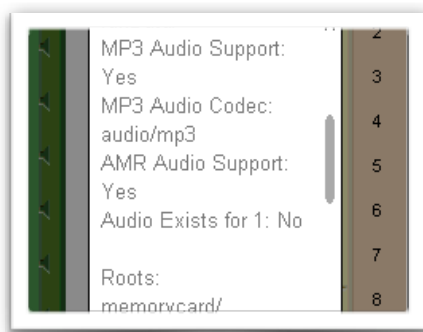 MP3 Audio Support:
Yes
MP3 Audio Codec:
audio/mp3
AMR Audio Support:
Yes
Audio Exists for 1: No
Roots:
memorycard/
2
3
4
5
6
7
8